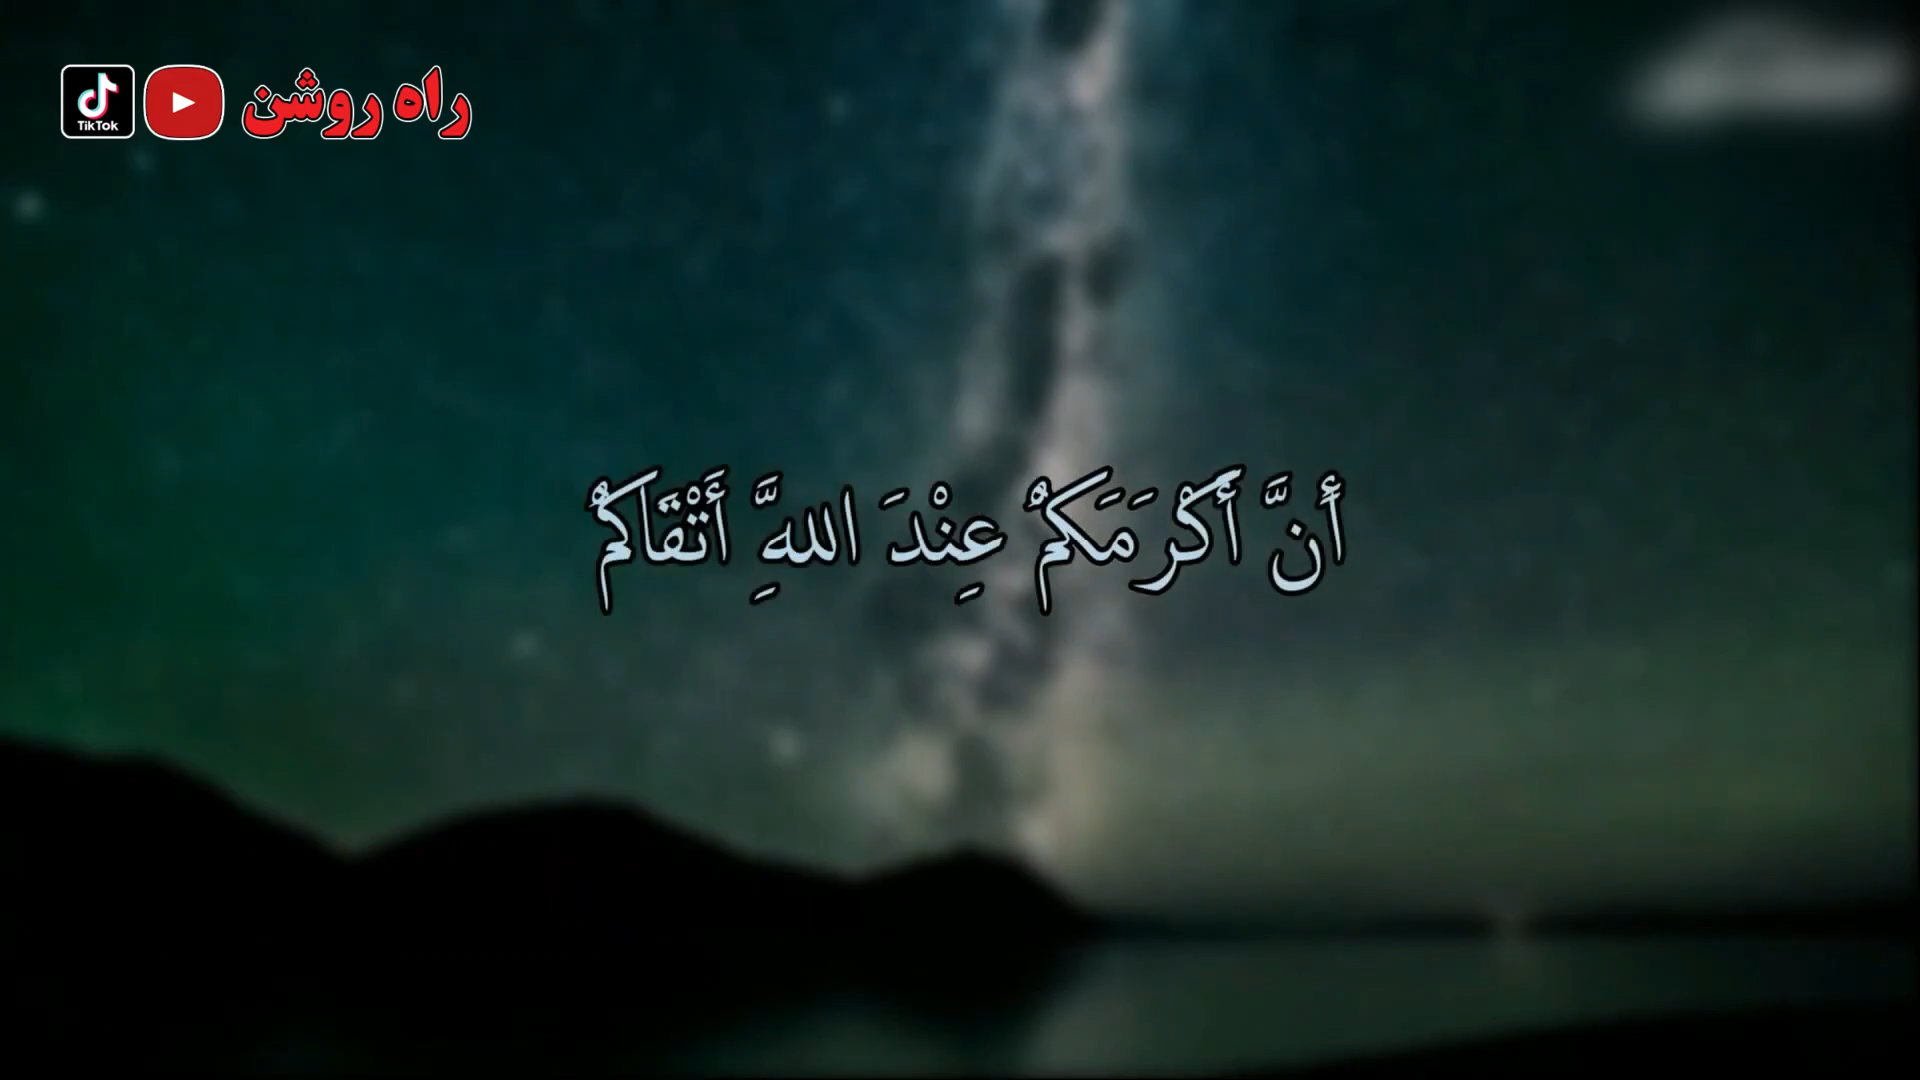 TikTok
راه روشن
أَنَّ أَكْرَمَكُمْ عِنْدَ اللهَِّ أَتْقَاكُمْ